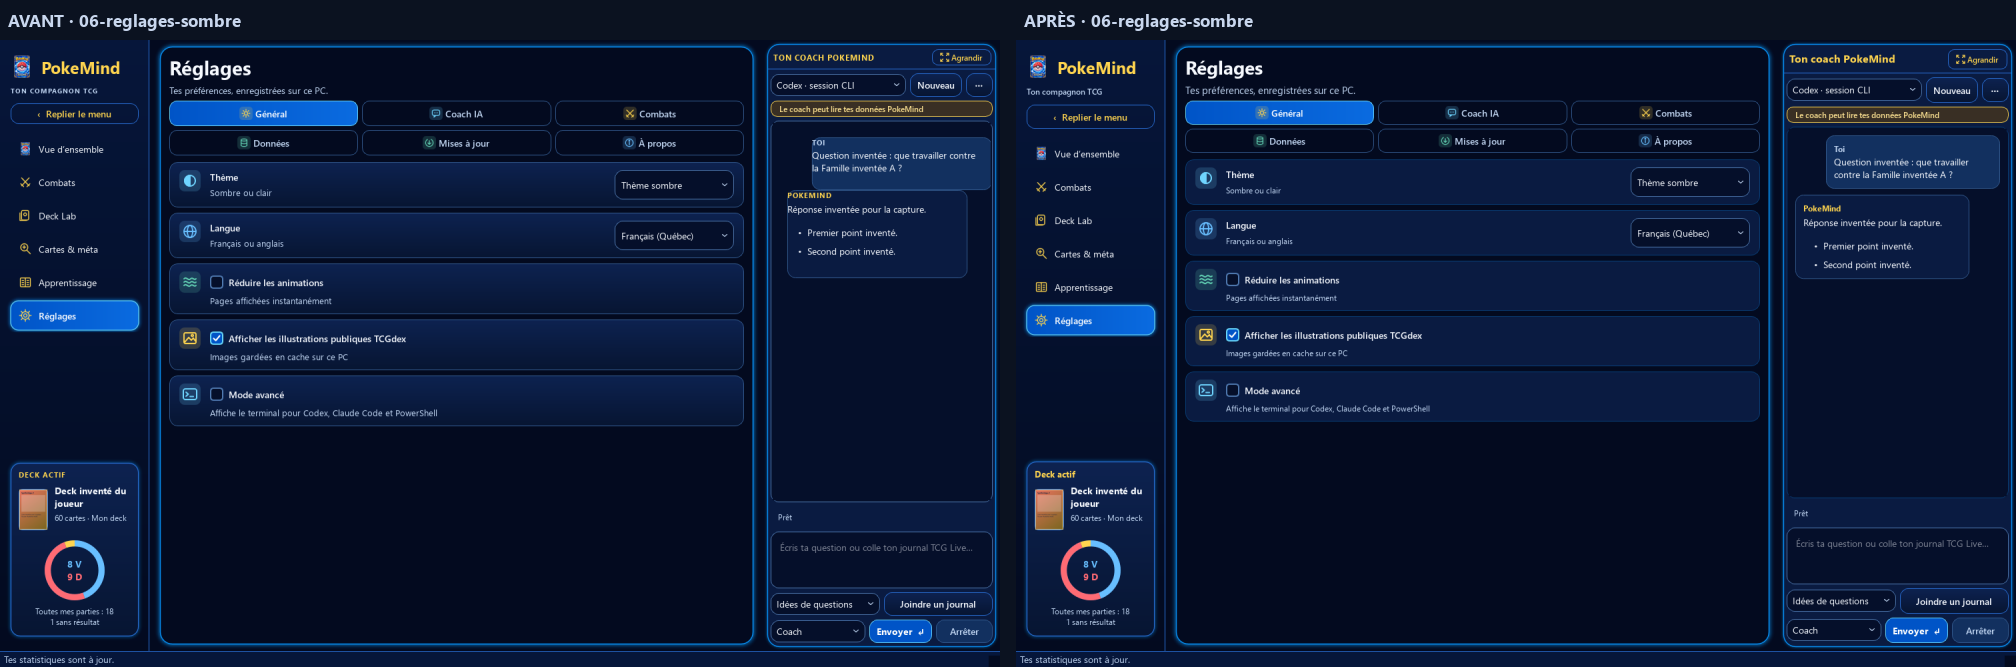 AVANT · 06-reglages-sombre
PokeMind
TON COMPAGNON TCG
‹ Replier le menu
Vue d'ensemble
Combats
Deck Lab
Cartes & méta
Apprentissage
Réglages
DECK ACTIF
Deck inventé du
joueur
60 cartes · Mon deck
8 V
9 D
Toutes mes parties : 18
1 sans résultat
Réglages
Tes préférences, enregistrées sur ce PC.
Général
Coach IA
Combats
Données
Mises à jour
À propos
Thème
Sombre ou clair
Thème sombre
Langue
Français ou anglais
Français (Québec)
Réduire les animations
Pages affichées instantanément
Afficher les illustrations publiques TCGdex
Images gardées en cache sur ce PC
Mode avancé
Affiche le terminal pour Codex, Claude Code et PowerShell
TON COACH POKEMIND
Agrandir
Codex · session CLI
Nouveau
...
Le coach peut lire tes données PokeMind
TOI
Question inventée : que travailler contre
la Famille inventée A ?
POKEMIND
Réponse inventée pour la capture.
• Premier point inventé.
• Second point inventé.
Prêt
Écris ta question ou colle ton journal TCG Live...
Idées de questions
Joindre un journal
Coach
Envoyer ↲
Arrêter
Tes statistiques sont à jour.
APRÈS · 06-reglages-sombre
PokeMind
Ton compagnon TCG
‹ Replier le menu
Vue d'ensemble
Combats
Deck Lab
Cartes & méta
Apprentissage
Réglages
Deck actif
Deck inventé du
joueur
60 cartes · Mon deck
8 V
9 D
Toutes mes parties : 18
1 sans résultat
Réglages
Tes préférences, enregistrées sur ce PC.
Général
Coach IA
Combats
Données
Mises à jour
À propos
Thème
Sombre ou clair
Thème sombre
Langue
Français ou anglais
Français (Québec)
Réduire les animations
Pages affichées instantanément
Afficher les illustrations publiques TCGdex
Images gardées en cache sur ce PC
Mode avancé
Affiche le terminal pour Codex, Claude Code et PowerShell
Ton coach PokeMind
Agrandir
Codex · session CLI
Nouveau
...
Le coach peut lire tes données PokeMind
Toi
Question inventée : que travailler
contre la Famille inventée A ?
PokeMind
Réponse inventée pour la capture.
• Premier point inventé.
• Second point inventé.
Prêt
Écris ta question ou colle ton journal TCG Live...
Idées de questions
Joindre un journal
Coach
Envoyer ↲
Arrêter
Tes statistiques sont à jour.